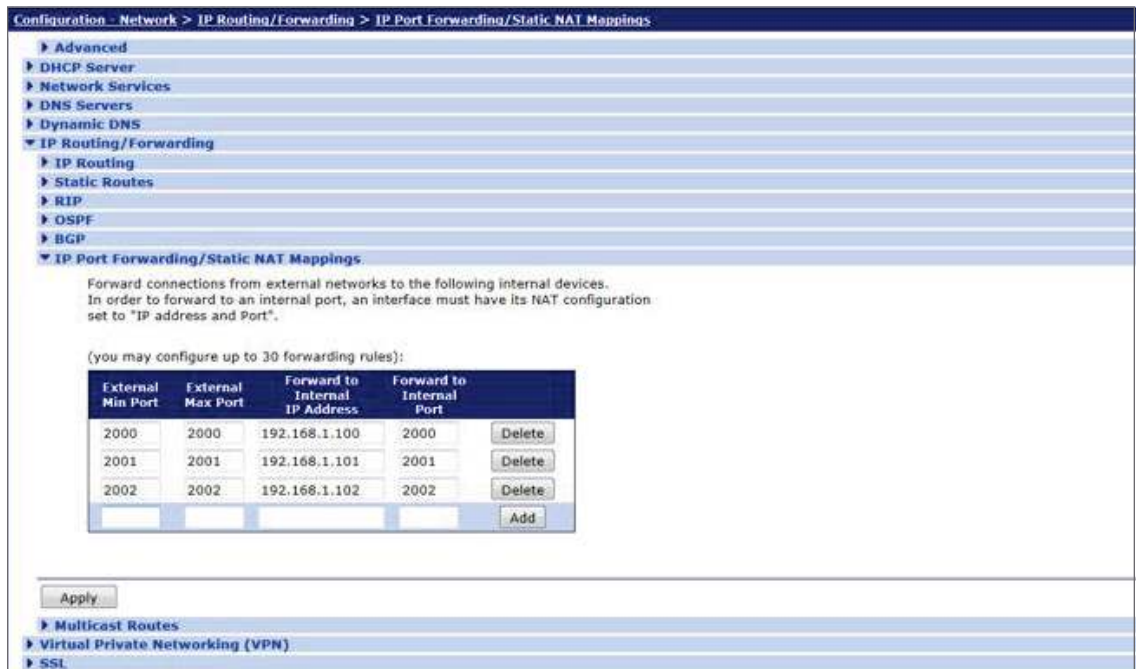 Configuration - Network > IP Routing/Forwarding > IP Port Forwarding/Static NAT Mappings
Advanced
DHCP Server
Network Services
DNS Servers
Dynamic DNS
IP Routing/Forwarding
IP Routing
Static Routes
RIP
OSPF
BGP
IP Port Forwarding/Static NAT Mappings
Forward connections from external networks to the following internal devices.
In order to forward to an internal port, an interface must have its NAT configuration
set to "IP address and Port".
(you may configure up to 30 forwarding rules):
External Min Port External Max Port Forward to Internal IP Address Forward to Internal Port
2000 2000 192.168.1.100 2000 Delete
2001 2001 192.168.1.101 2001 Delete
2002 2002 192.168.1.102 2002 Delete
Add
Apply
Multicast Routes
Virtual Private Networking (VPN)
SSL